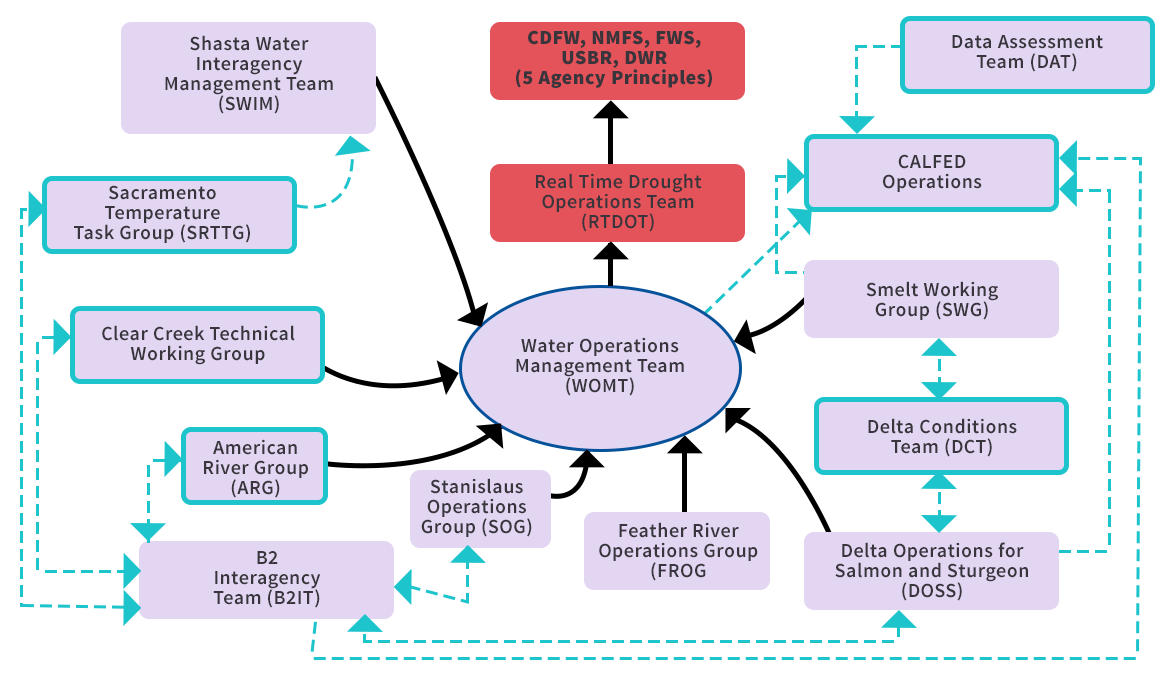 Shasta Water
Interagency
Management Team
(SWIM)
CDFW, NMFS, FWS,
USBR, DWR
(5 Agency Principles)
Data Assessment
Team (DAT)
CALFED
Operations
Real Time Drought
Operations Team
(RTDOT)
Sacramento
Temperature
Task Group (SRTTG)
Smelt Working
Group (SWG)
Clear Creek Technical
Working Group
Water Operations
Management Team
(WOMT)
Delta Conditions
Team (DCT)
American
River Group
(ARG)
Stanislaus
Operations
Group (SOG)
Feather River
Operations Group
(FROG
Delta Operations for
Salmon and Sturgeon
(DOSS)
B2
Interagency
Team (B2IT)